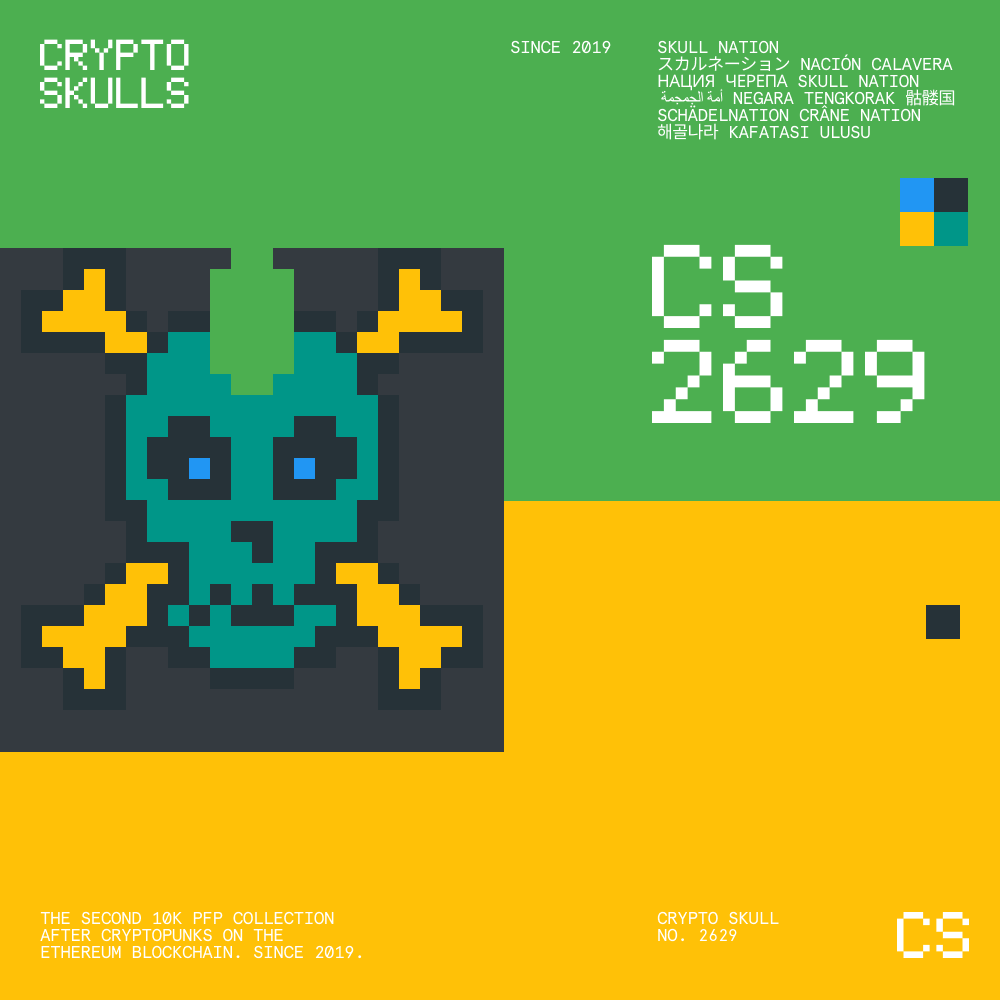 CRYPTO
SKULLS
SINCE 2019
SKULL NATION
スカルネーション NACIÓN CALAVERA
НАЦИЯ ЧЕРЕПА SKULL NATION
أمة الجمجمة NEGARA TENGKORAK 骷髅国
SCHÄDELNATION CRÂNE NATION
해골나라 KAFATASI ULUSU
CS
2629
THE SECOND 10K PFP COLLECTION
AFTER CRYPTOPUNKS ON THE
ETHEREUM BLOCKCHAIN. SINCE 2019.
CRYPTO SKULL
NO. 2629
CS